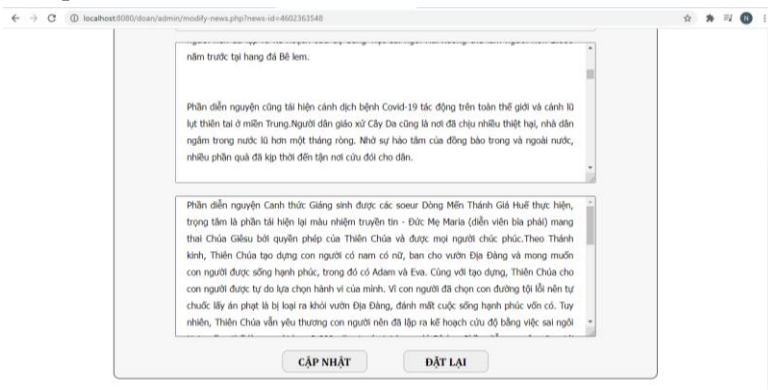 localhost:8080/doan/admin/modify-news.php?news-id=4602363548
N
năm trước tại hang đá Bê lem.
Phần diễn nguyện cũng tái hiện cảnh dịch bệnh Covid-19 tác động trên toàn thế giới và cảnh lũ
lụt thiên tai ở miền Trung.Người dân giáo xứ Cây Da cũng là nơi đã chịu nhiều thiệt hại, nhà dân
ngâm trong nước lũ hơn một tháng ròng. Nhờ sự hảo tâm của đồng bào trong và ngoài nước,
nhiều phần quà đã kịp thời đến tận nơi cứu đói cho dân.
Phần diễn nguyện Canh thức Giáng sinh được các soeur Dòng Mến Thánh Giá Huế thực hiện,
trọng tâm là phần tái hiện lại màu nhiệm truyền tin - Đức Mẹ Maria (diễn viên bìa phải) mang
thai Chúa Giêsu bởi quyền phép của Thiên Chúa và được mọi người chúc phúc.Theo Thánh
kinh, Thiên Chúa tạo dựng con người có nam có nữ, ban cho vườn Địa Đàng và mong muốn
con người được sống hạnh phúc, trong đó có Adam và Eva. Cùng với tạo dựng, Thiên Chúa cho
con người được tự do lựa chọn hành vi của mình. Vì con người đã chọn con đường tội lỗi nên tự
chuốc lấy án phạt là bị loại ra khỏi vườn Địa Đàng, đánh mất cuộc sống hạnh phúc vốn có. Tuy
nhiên, Thiên Chúa vẫn yêu thương con người nên đã lập ra kế hoạch cứu độ bằng việc sai ngôi
CẬP NHẬT
ĐẶT LẠI